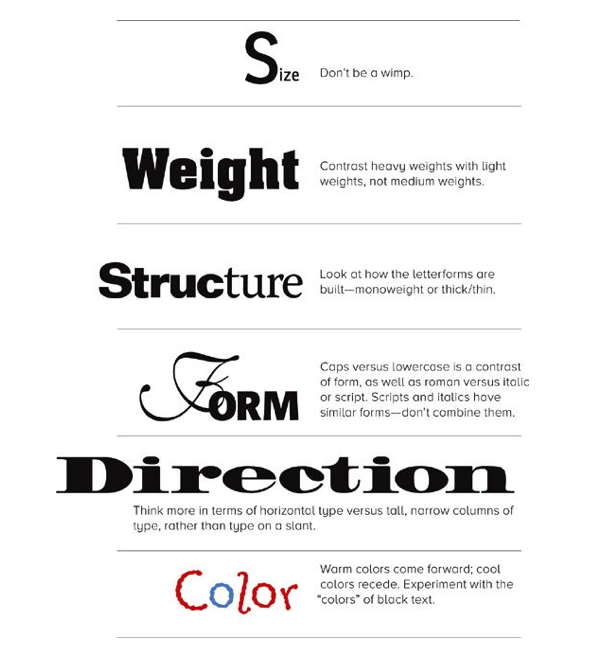 Size
Don't be a wimp.
Weight
Contrast heavy weights with light
weights, not medium weights.
Structure
Look at how the letterforms are
built—monoweight or thick/thin.
FORM
Caps versus lowercase is a contrast
of form, as well as roman versus italic
or script. Scripts and italics have
similar forms—don't combine them.
Direction
Think more in terms of horizontal type versus tall, narrow columns of
type, rather than type on a slant.
Color
Warm colors come forward; cool
colors recede. Experiment with the
“colors” of black text.